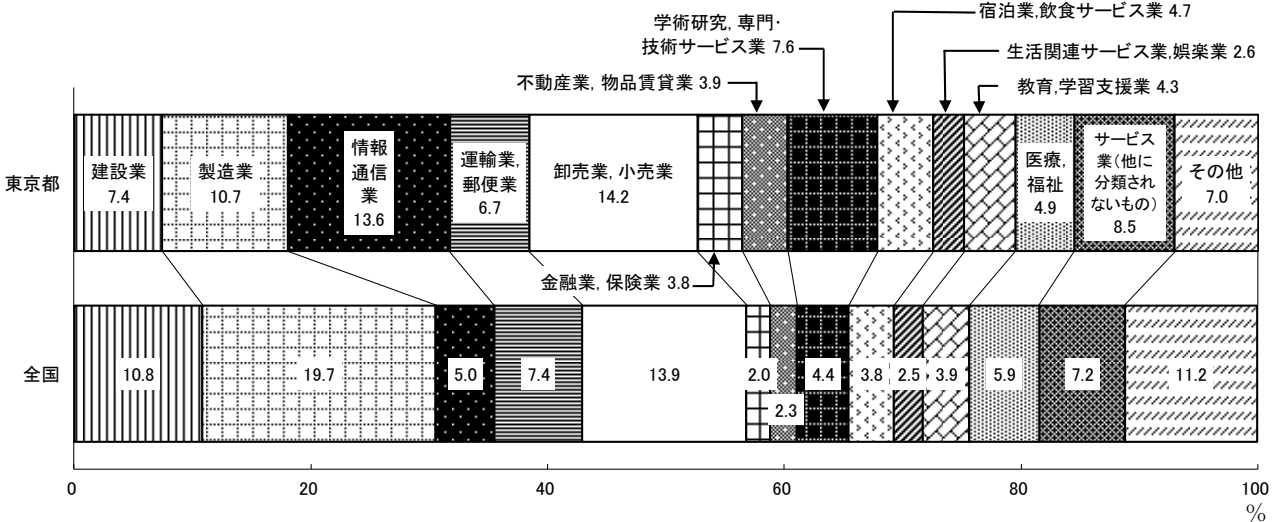 学術研究, 専門・
技術サービス業 7.6
宿泊業,飲食サービス業 4.7
生活関連サービス業,娯楽業 2.6
不動産業, 物品賃貸業 3.9
教育,学習支援業 4.3
東京都
建設業
7.4
製造業
10.7
情報
通信
業
13.6
運輸業,
郵便業
6.7
卸売業, 小売業
14.2
医療,
福祉
4.9
サービス
業(他に
分類され
ないもの)
8.5
その他
7.0
金融業, 保険業 3.8
全国
10.8
19.7
5.0
7.4
13.9
2.0
2.3
4.4
3.8
2.5
3.9
5.9
7.2
11.2
0
20
40
60
80
100
%